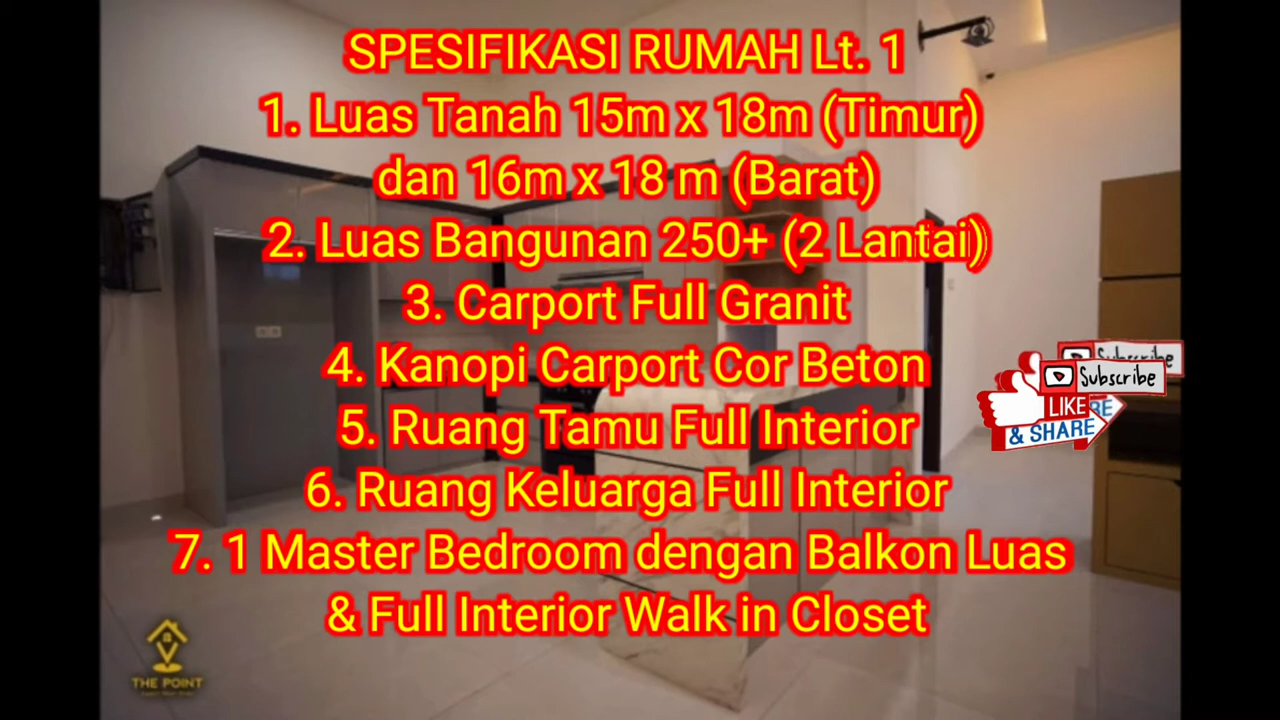 SPESIFIKASI RUMAH Lt. 1
1. Luas Tanah 15m x 18m (Timur)
dan 16m x 18 m (Barat)
2. Luas Bangunan 250+ (2 Lantai)
3. Carport Full Granit
4. Kanopi Carport Cor Beton
5. Ruang Tamu Full Interior
6. Ruang Keluarga Full Interior
7. 1 Master Bedroom dengan Balkon Luas
& Full Interior Walk in Closet
Subscribe
Subscribe
LIKE
RE
& SHARE
THE POINT